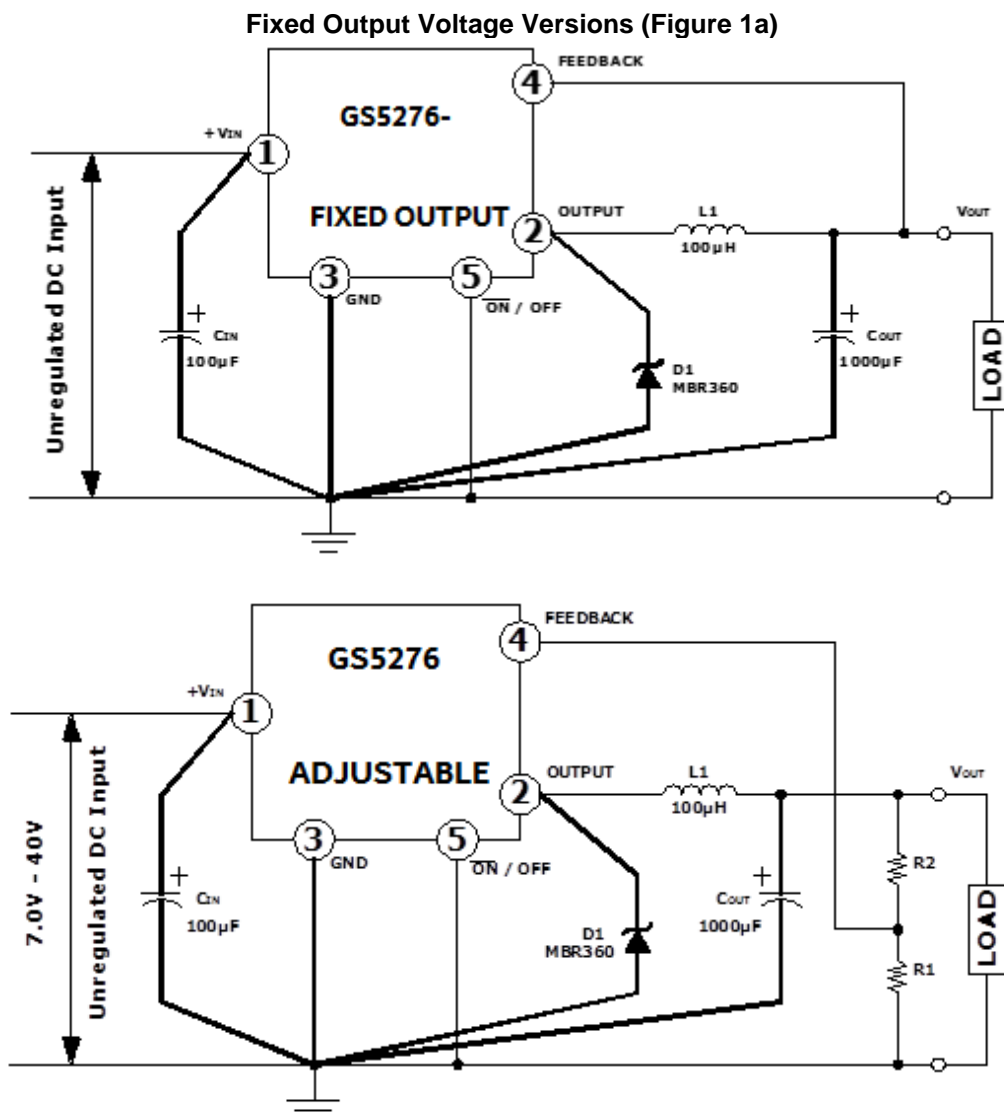 Fixed Output Voltage Versions (Figure 1a)
FEEDBACK
4
GS5276-
+VIN
1
FIXED OUTPUT
OUTPUT
2
L1
100µH
VOUT
3
GND
5
ON / OFF
Unregulated DC Input
+
CIN
100µF
D1
MBR360
+
COUT
1000µF
LOAD
FEEDBACK
4
GS5276
+VIN
1
ADJUSTABLE
OUTPUT
2
L1
100µH
VOUT
3
GND
5
ON / OFF
7.0V - 40V
Unregulated DC Input
+
CIN
100µF
D1
MBR360
+
COUT
1000µF
R2
R1
LOAD